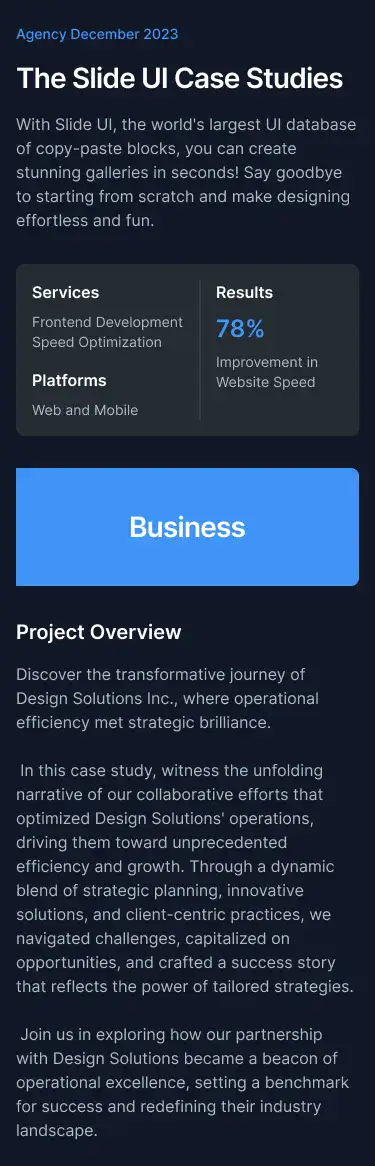 Agency December 2023
The Slide UI Case Studies
With Slide UI, the world's largest UI database
of copy-paste blocks, you can create
stunning galleries in seconds! Say goodbye
to starting from scratch and make designing
effortless and fun.
Services
Frontend Development
Speed Optimization
Platforms
Web and Mobile
Results
78%
Improvement in
Website Speed
Business
Project Overview
Discover the transformative journey of
Design Solutions Inc., where operational
efficiency met strategic brilliance.
In this case study, witness the unfolding
narrative of our collaborative efforts that
optimized Design Solutions' operations,
driving them toward unprecedented
efficiency and growth. Through a dynamic
blend of strategic planning, innovative
solutions, and client-centric practices, we
navigated challenges, capitalized on
opportunities, and crafted a success story
that reflects the power of tailored strategies.
Join us in exploring how our partnership
with Design Solutions became a beacon of
operational excellence, setting a benchmark
for success and redefining their industry
landscape.